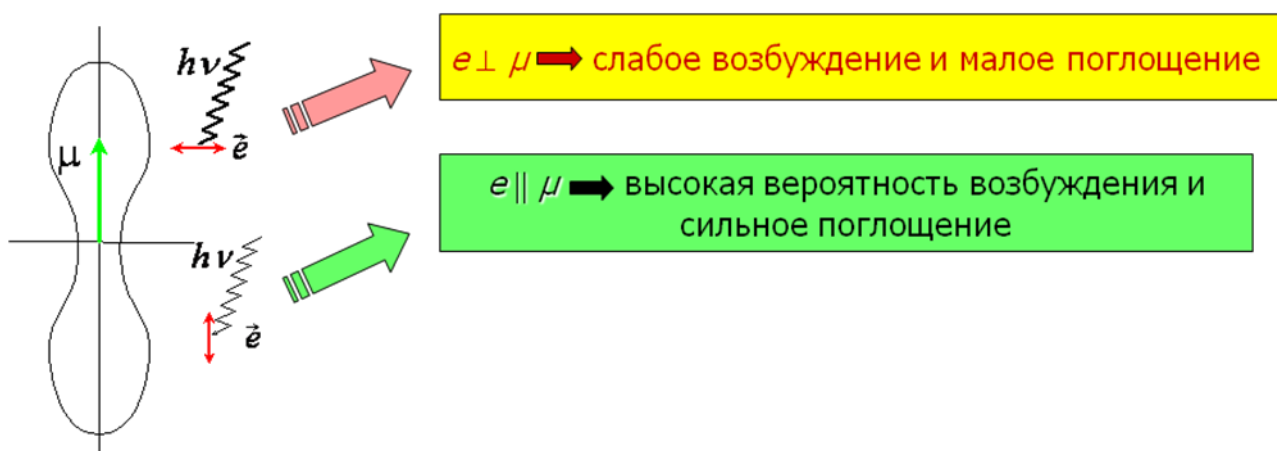 hν
e ⊥ μ ➡ слабое возбуждение и малое поглощение
μ
e⃗
e ∥ μ ➡ высокая вероятность возбуждения и
сильное поглощение
hν
e⃗